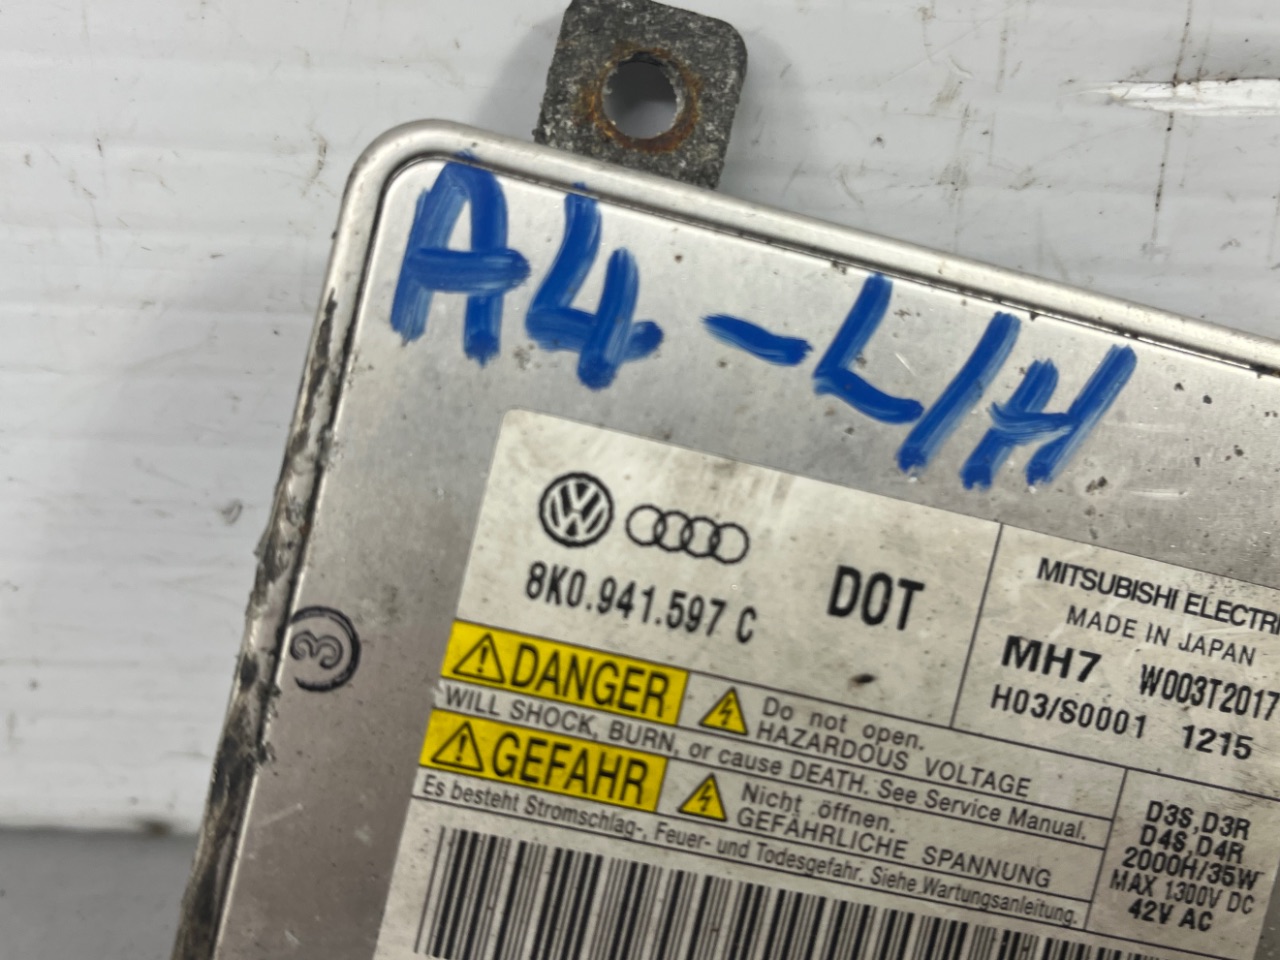 A4-L/H
8K0.941.597 C
DOT
MITSUBISHI ELECTRI
MADE IN JAPAN
MH7 W003T2017
H03/S0001 1215
3
DANGER
Do not open.
HAZARDOUS VOLTAGE
WILL SHOCK, BURN, or cause DEATH. See Service Manual.
GEFAHR
Nicht öffnen.
GEFÄHRLICHE SPANNUNG
Es besteht Stromschlag-, Feuer- und Todesgefahr. Siehe Wartungsanleitung.
D3S, D3R
D4S, D4R
2000H/35W
MAX 1300V DC
42V AC